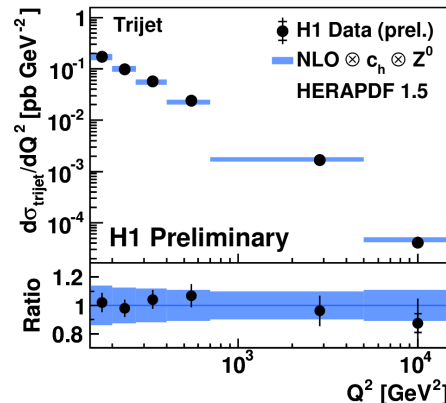 Trijet
H1 Data (prel.)
NLO ⊗ c_h ⊗ Z^0
HERAPDF 1.5
dσ_trijet/dQ^2 [pb GeV^-2]
10^-1
10^-2
10^-3
10^-4
H1 Preliminary
Ratio
1.2
1
0.8
10^3
10^4
Q^2 [GeV^2]